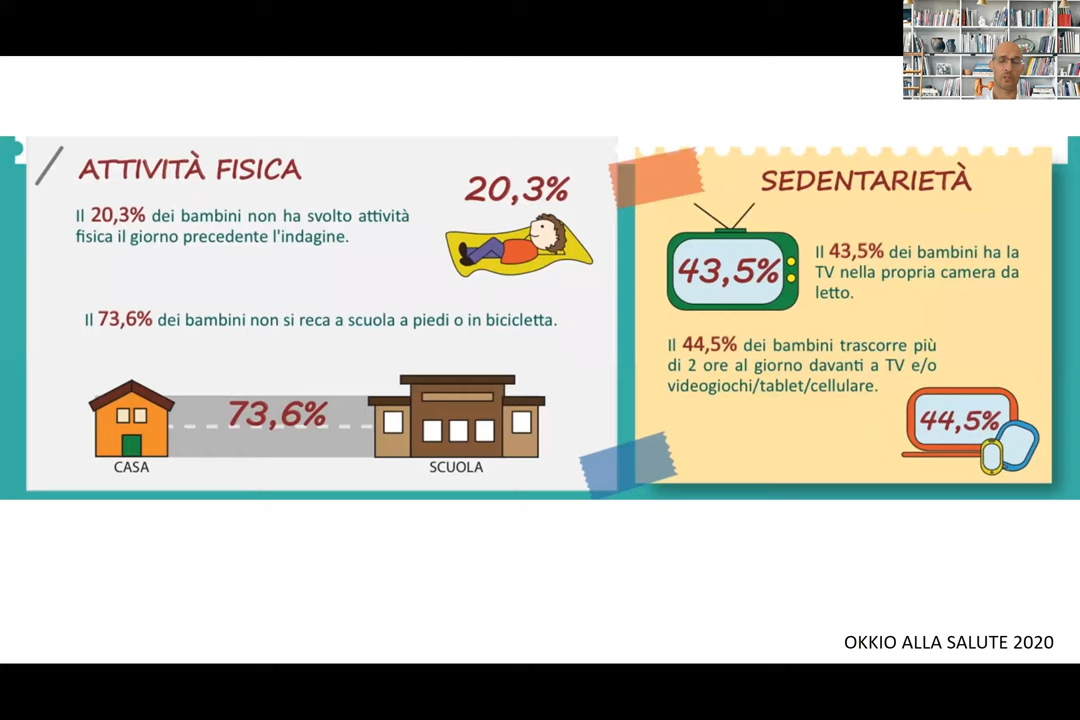 ATTIVITÀ FISICA
20,3%
Il 20,3% dei bambini non ha svolto attività
fisica il giorno precedente l'indagine.
Il 73,6% dei bambini non si reca a scuola a piedi o in bicicletta.
73,6%
CASA
SCUOLA
SEDENTARIETÀ
43,5%
Il 43,5% dei bambini ha la
TV nella propria camera da
letto.
Il 44,5% dei bambini trascorre più
di 2 ore al giorno davanti a TV e/o
videogiochi/tablet/cellulare.
44,5%
OKKIO ALLA SALUTE 2020